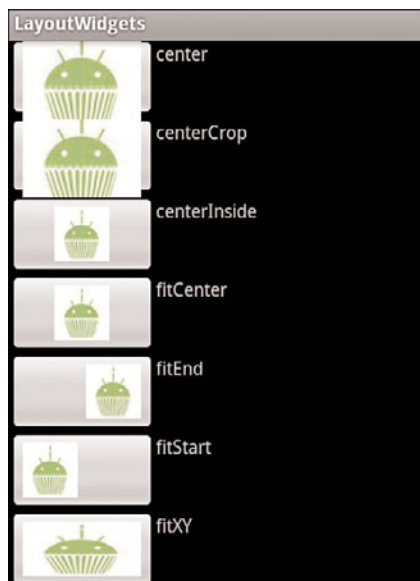 LayoutWidgets
center
centerCrop
centerInside
fitCenter
fitEnd
fitStart
fitXY